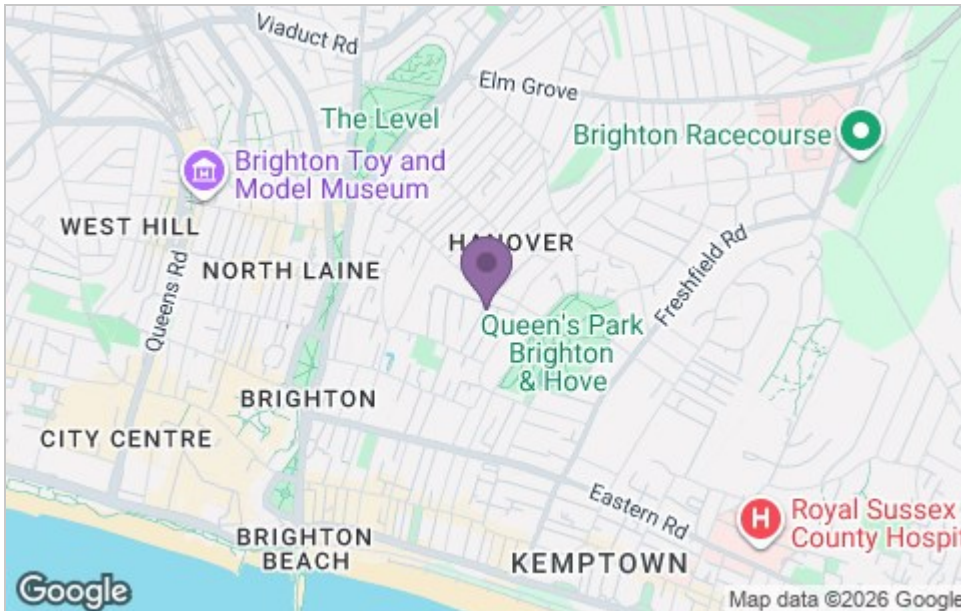 Viaduct Rd
Elm Grove
The Level
Brighton Racecourse
Brighton Toy and
Model Museum
WEST HILL
HANOVER
NORTH LAINE
Freshfield Rd
Queens Rd
Queen's Park
Brighton
& Hove
BRIGHTON
CITY CENTRE
Eastern Rd
H
Royal Sussex
County Hospit
BRIGHTON
BEACH
KEMPTOWN
Google
Map data ©2026 Google